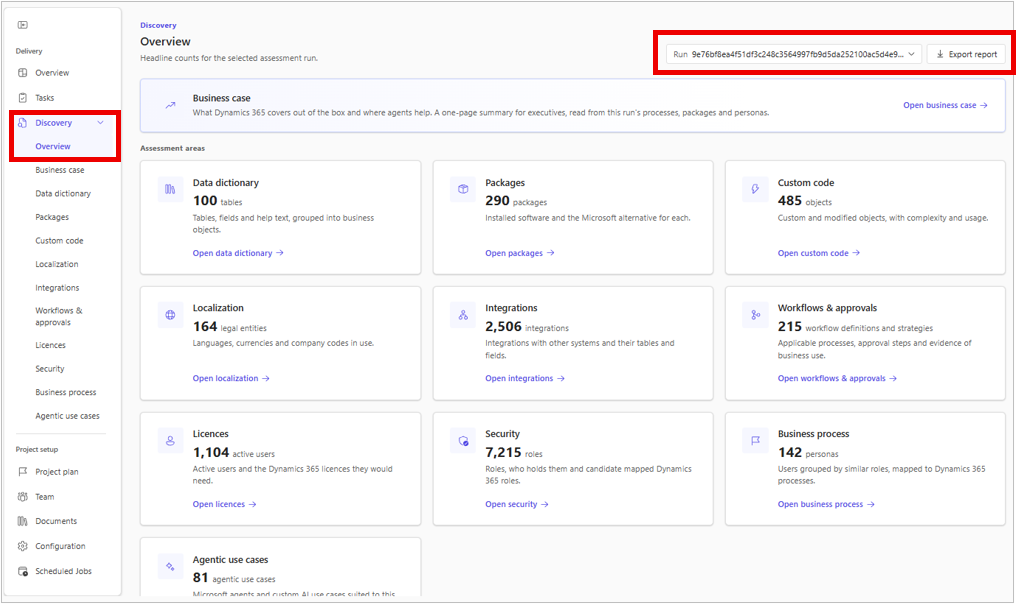 Delivery
Overview
Tasks
Discovery
Overview
Business case
Data dictionary
Packages
Custom code
Localization
Integrations
Workflows &
approvals
Licences
Security
Business process
Agentic use cases
Project setup
Project plan
Team
Documents
Configuration
Scheduled Jobs
Discovery
Overview
Headline counts for the selected assessment run.
Run 9e76bf8ea4f51df3c248c3564997fb9d5da252100ac5d4e9...
Export report
Business case
What Dynamics 365 covers out of the box and where agents help. A one-page summary for executives, read from this run's processes, packages and personas.
Open business case →
Assessment areas
Data dictionary
100 tables
Tables, fields and help text, grouped into business
objects.
Open data dictionary →
Packages
290 packages
Installed software and the Microsoft alternative for each.
Open packages →
Custom code
485 objects
Custom and modified objects, with complexity and usage.
Open custom code →
Localization
164 legal entities
Languages, currencies and company codes in use.
Open localization →
Integrations
2,506 integrations
Integrations with other systems and their tables and
fields.
Open integrations →
Workflows & approvals
215 workflow definitions and strategies
Applicable processes, approval steps and evidence of
business use.
Open workflows & approvals →
Licences
1,104 active users
Active users and the Dynamics 365 licences they would
need.
Open licences →
Security
7,215 roles
Roles, who holds them and candidate mapped Dynamics
365 roles.
Open security →
Business process
142 personas
Users grouped by similar roles, mapped to Dynamics 365
processes.
Open business process →
Agentic use cases
81 agentic use cases
Microsoft agents and custom AI use cases suited to this